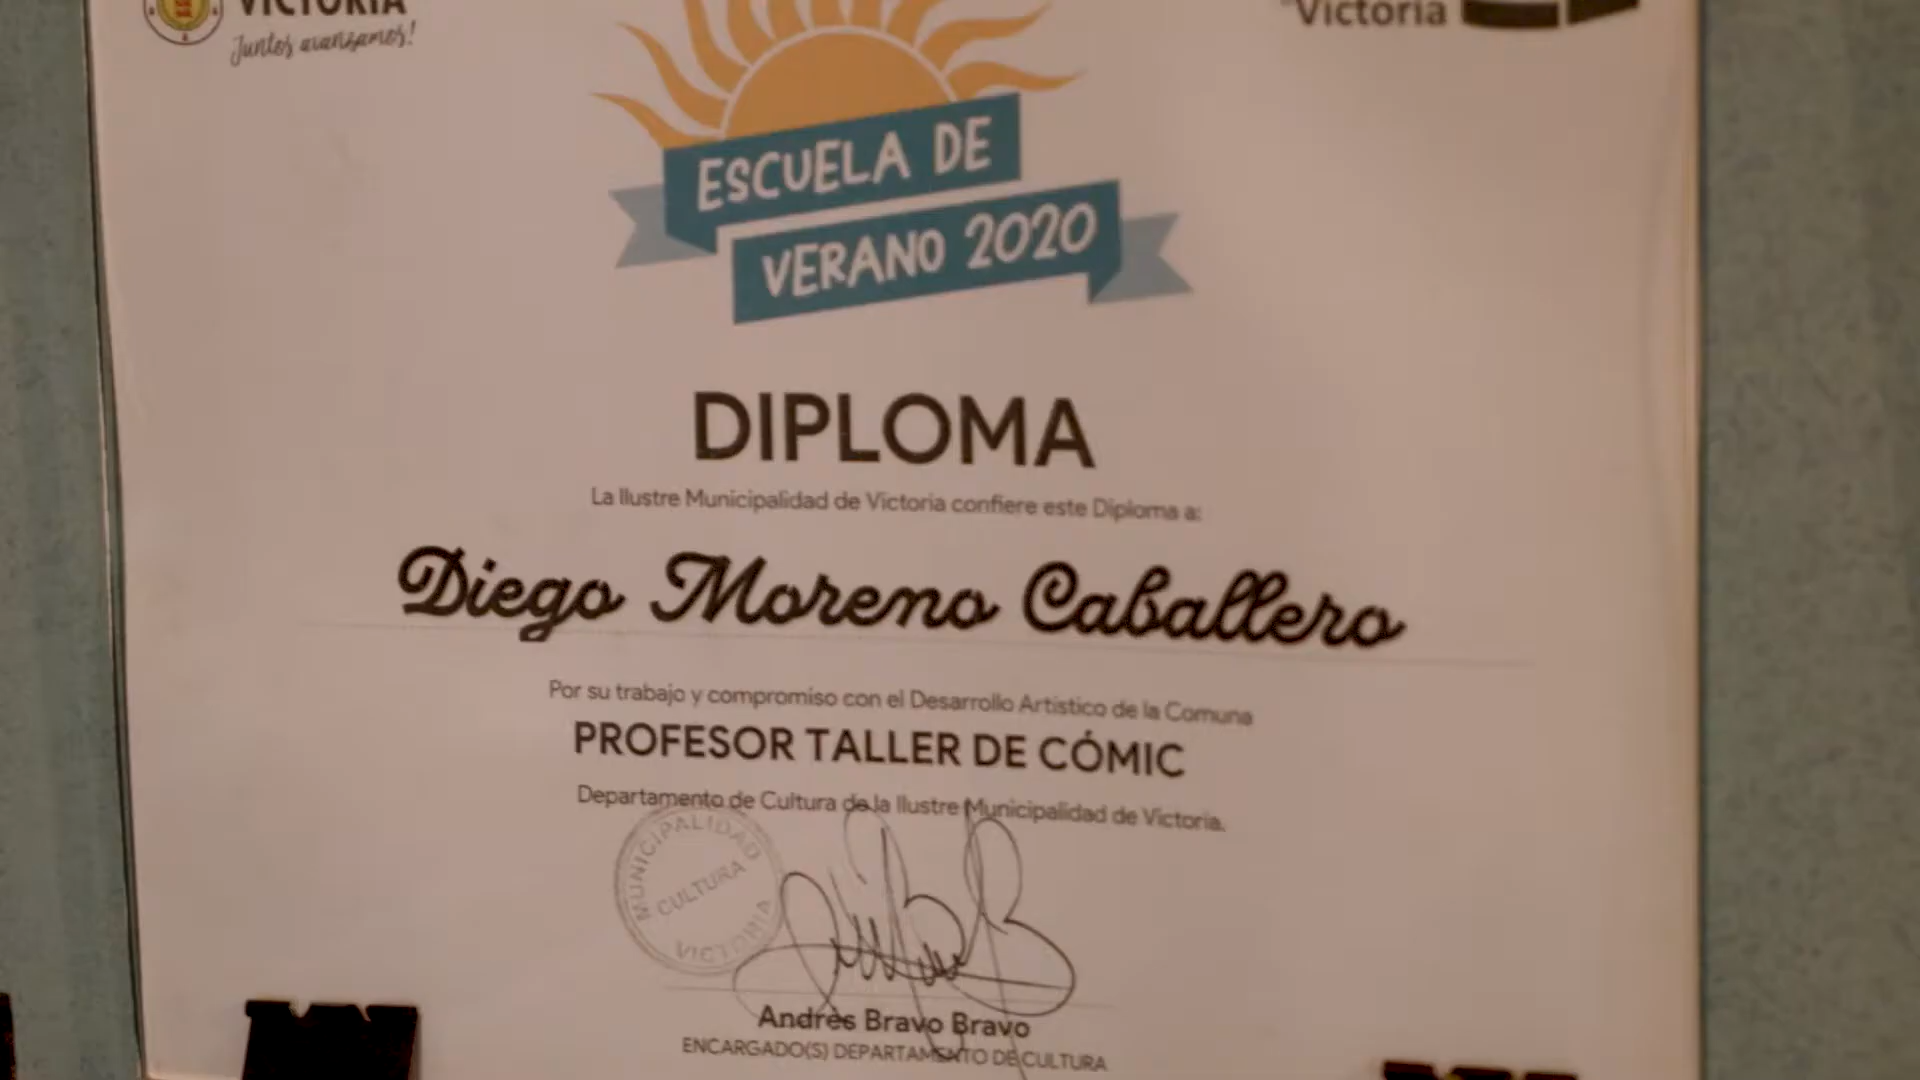 VICTORIA
Juntos avanzamos!
Victoria
ESCUELA DE
VERANO 2020
DIPLOMA
La Ilustre Municipalidad de Victoria confiere este Diploma a:
Diego Moreno Caballero
Por su trabajo y compromiso con el Desarrollo Artístico de la Comuna
PROFESOR TALLER DE CÓMIC
Departamento de Cultura de la Ilustre Municipalidad de Victoria.
MUNICIPALIDAD
CULTURA
VICTORIA
Andrés Bravo Bravo
ENCARGADO(S) DEPARTAMENTO DE CULTURA